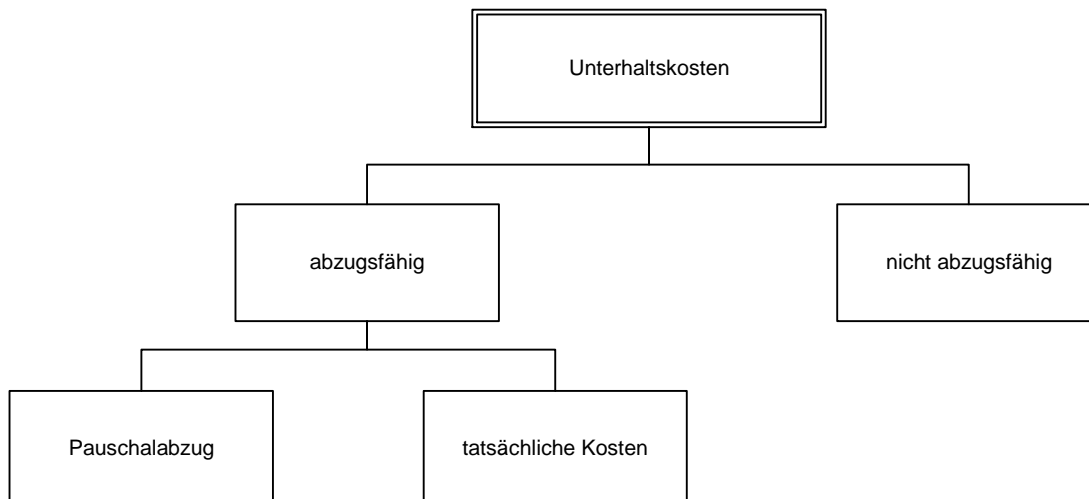 Unterhaltskosten
abzugsfähig
nicht abzugsfähig
Pauschalabzug
tatsächliche Kosten